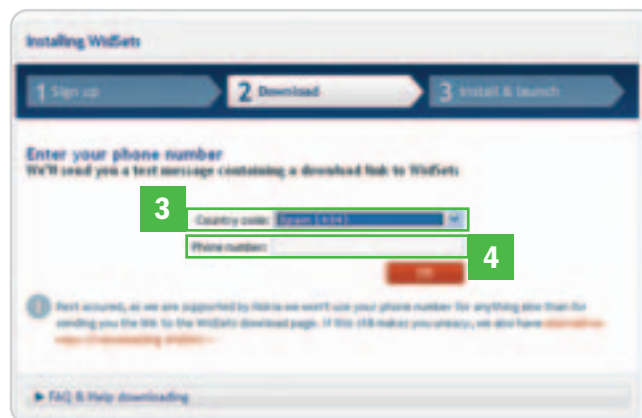 Installing WidSets
1 Sign up
2 Download
3 Install & launch
Enter your phone number
We'll send you a text message containing a download link to WidSets
3
Country code: Spain (+34)
Phone number:
4
OK
Rest assured, as we are supported by Nokia we won't use your phone number for anything else than for
sending you the link to the WidSets download page. If this still makes you uneasy, we also have alternative
ways of downloading
FAQ & Help downloading